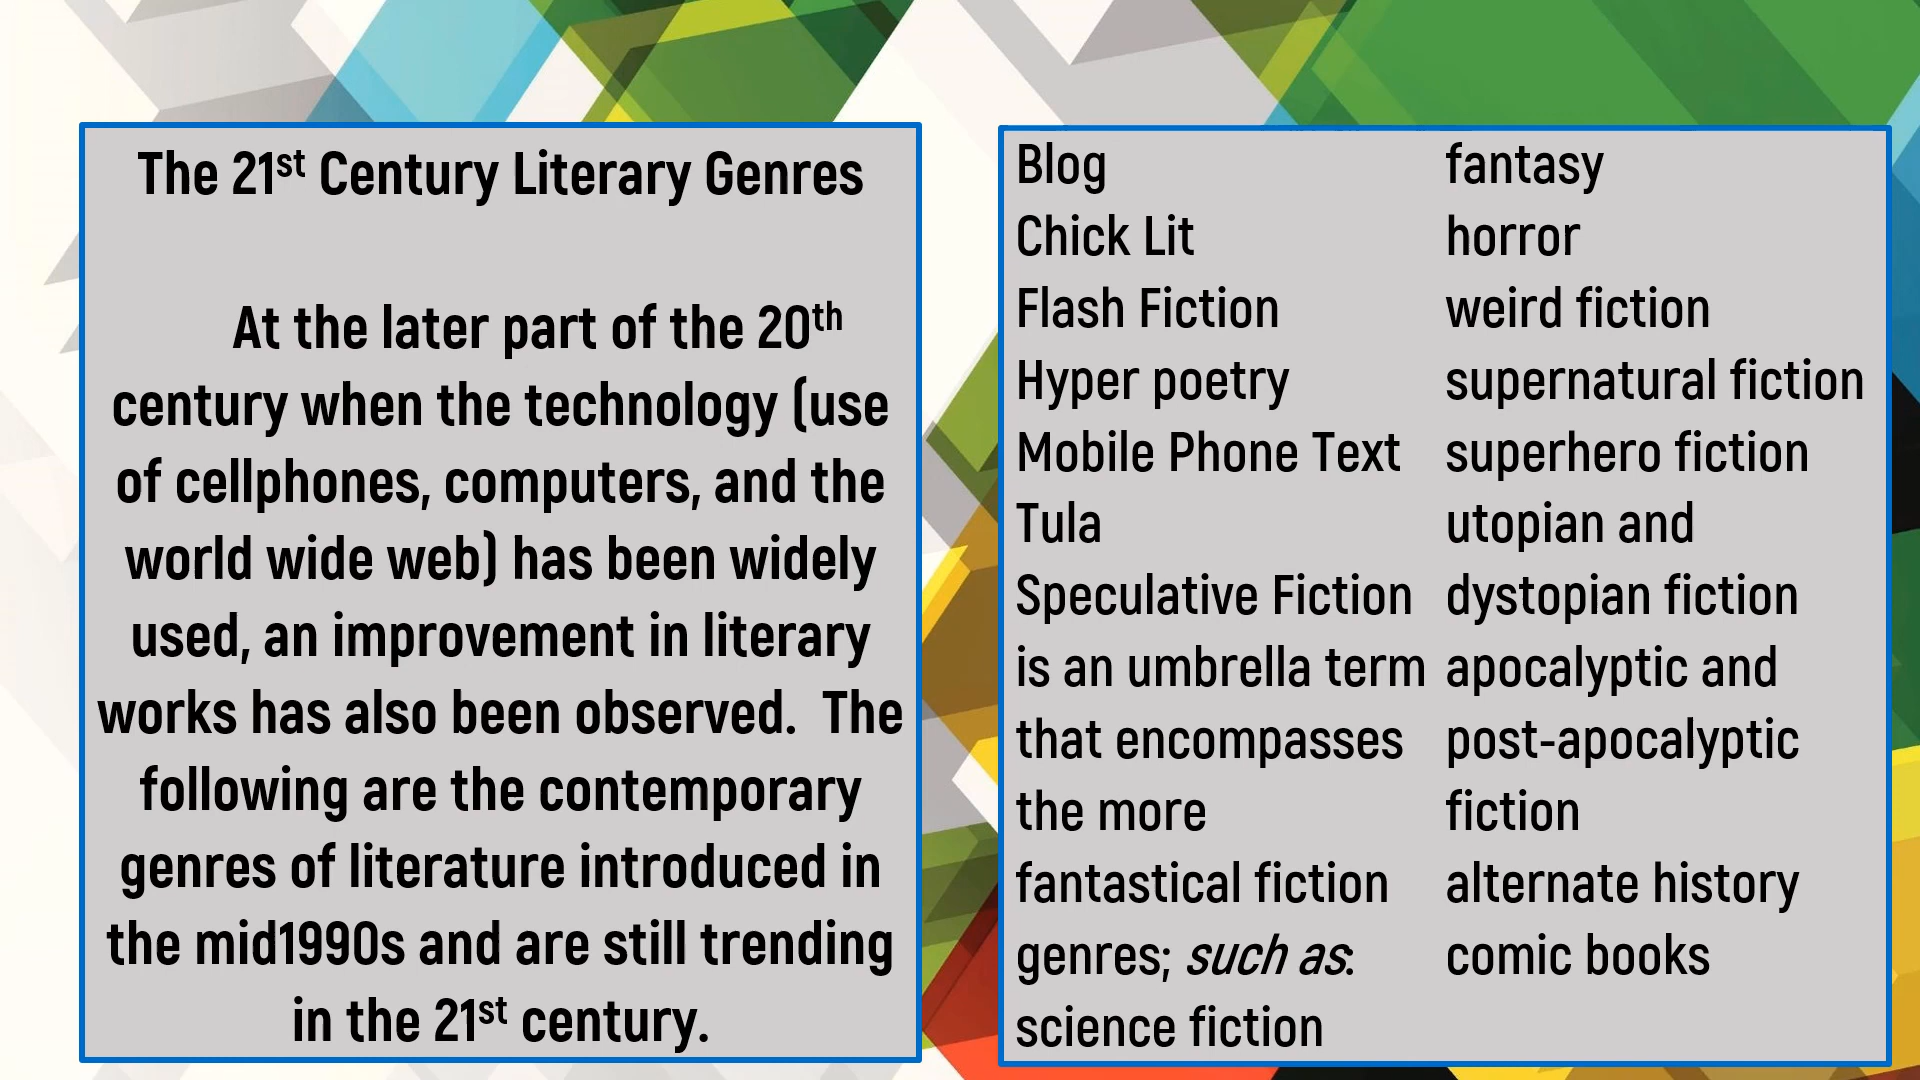 The 21st Century Literary Genres
At the later part of the 20th
century when the technology (use
of cellphones, computers, and the
world wide web) has been widely
used, an improvement in literary
works has also been observed.  The
following are the contemporary
genres of literature introduced in
the mid1990s and are still trending
in the 21st century.
Blog
Chick Lit
Flash Fiction
Hyper poetry
Mobile Phone Text
Tula
Speculative Fiction
is an umbrella term
that encompasses
the more
fantastical fiction
genres; such as:
science fiction
fantasy
horror
weird fiction
supernatural fiction
superhero fiction
utopian and
dystopian fiction
apocalyptic and
post-apocalyptic
fiction
alternate history
comic books